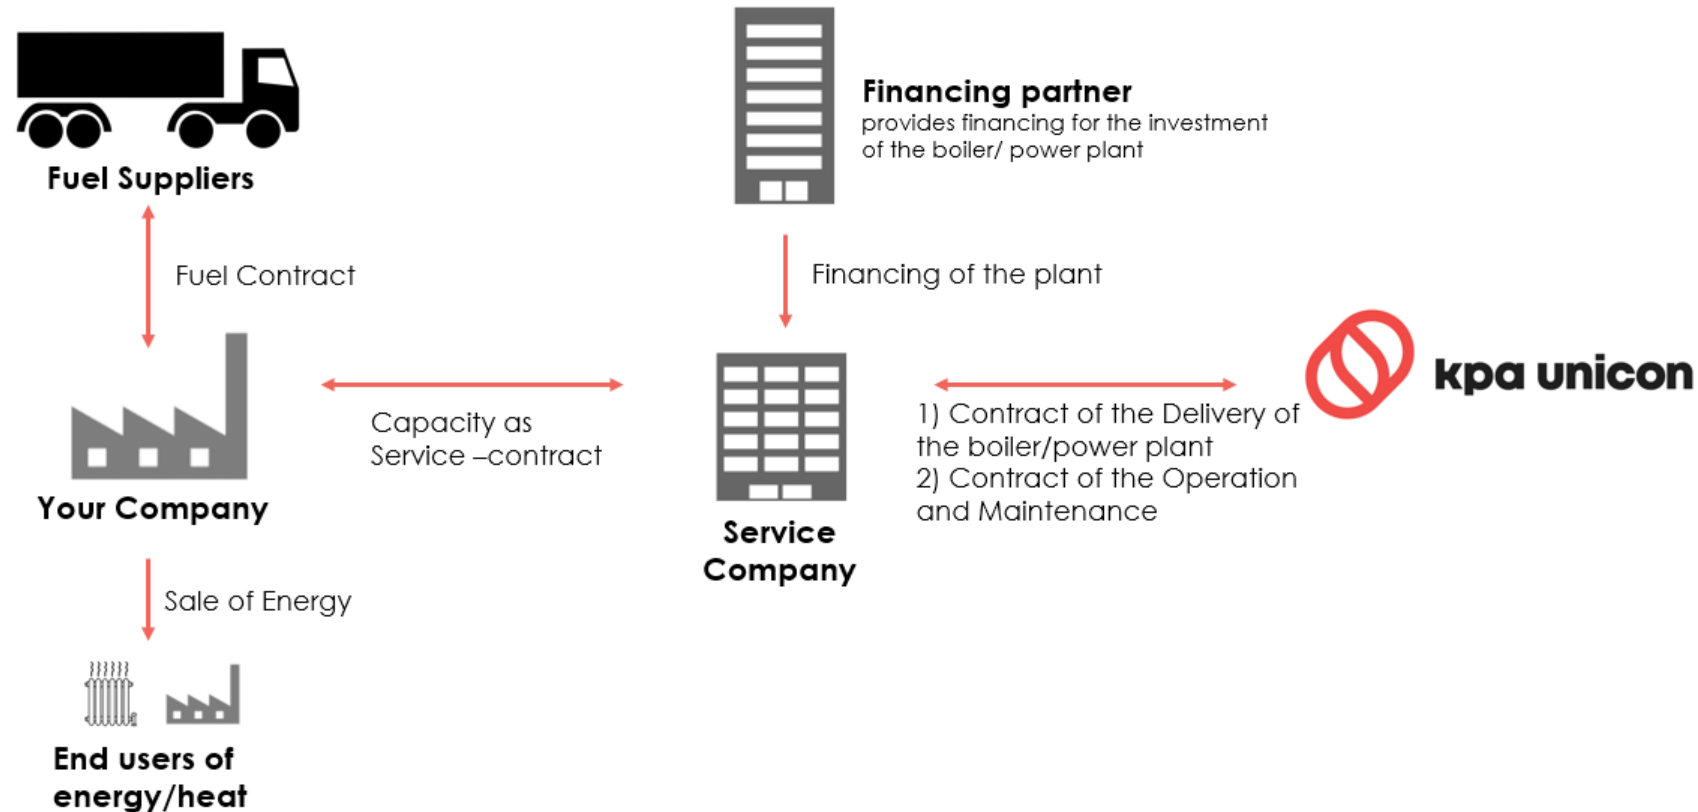 Financing partner
provides financing for the investment
of the boiler/ power plant
Fuel Suppliers
Fuel Contract
Financing of the plant
kpa unicon
Capacity as
Service –contract
1) Contract of the Delivery of
the boiler/power plant
2) Contract of the Operation
and Maintenance
Your Company
Service
Company
Sale of Energy
End users of
energy/heat